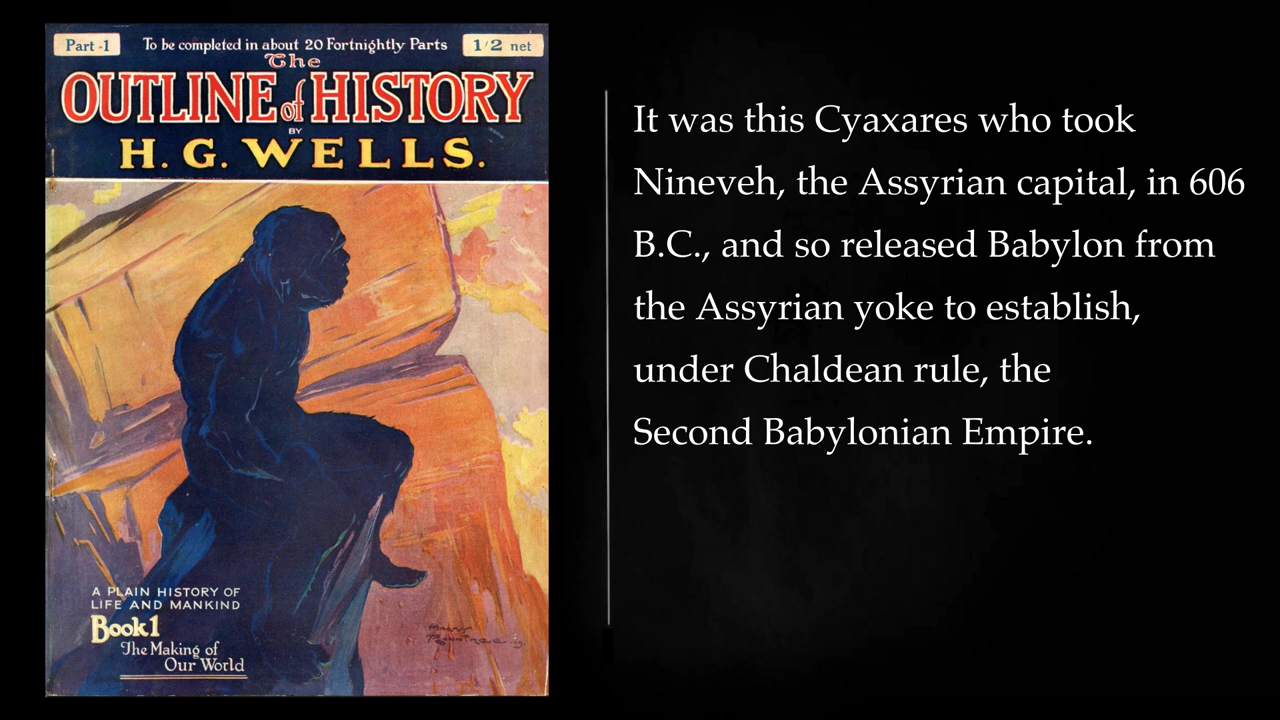 Part -1
To be completed in about 20 Fortnightly Parts
1/2 net
The
OUTLINE of HISTORY
BY
H. G. WELLS.
A PLAIN HISTORY OF
LIFE AND MANKIND
Book 1
The Making of
Our World
It was this Cyaxares who took
Nineveh, the Assyrian capital, in 606
B.C., and so released Babylon from
the Assyrian yoke to establish,
under Chaldean rule, the
Second Babylonian Empire.